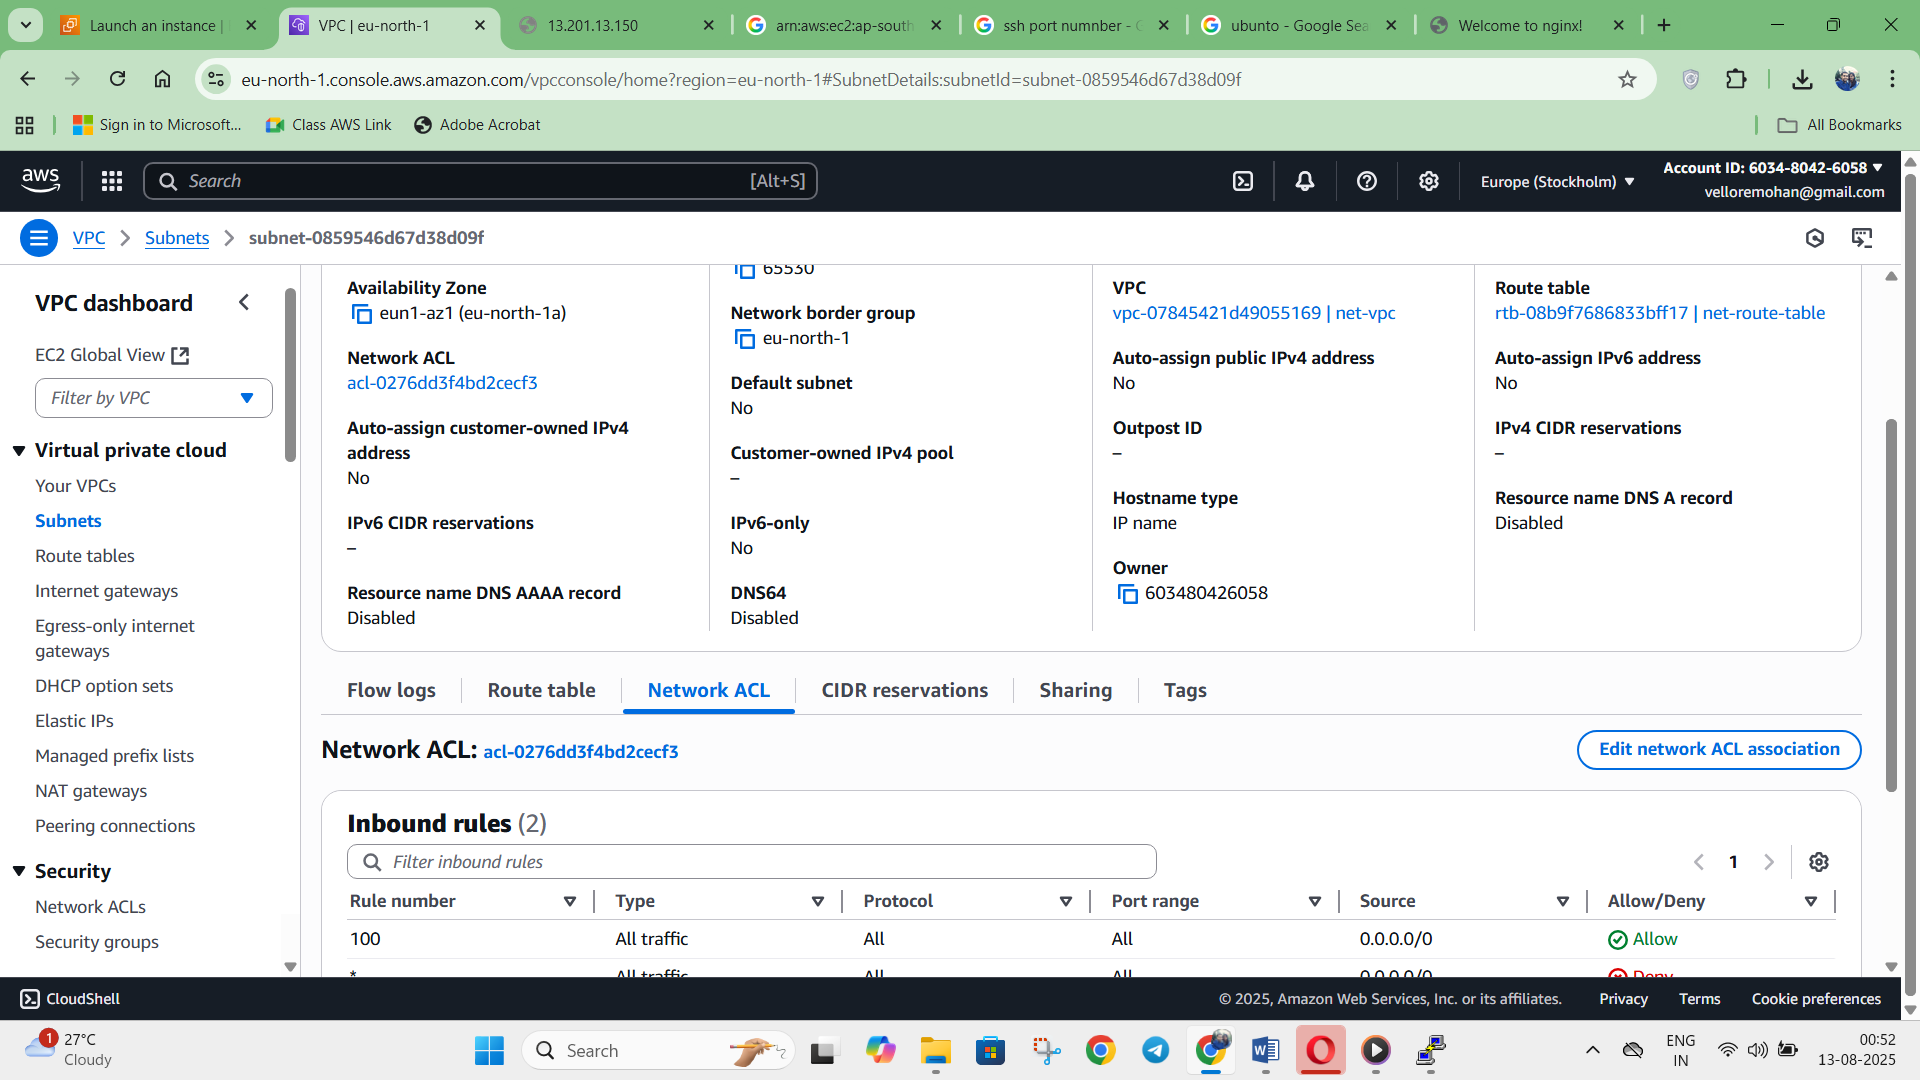 Launch an instance |
VPC | eu-north-1
13.201.13.150
arn:aws:ec2:ap-south
ssh port numnber - G
ubunto - Google Sea
Welcome to nginx!
eu-north-1.console.aws.amazon.com/vpcconsole/home?region=eu-north-1#SubnetDetails:subnetId=subnet-0859546d67d38d09f
Sign in to Microsoft...
Class AWS Link
Adobe Acrobat
All Bookmarks
aws
Search
[Alt+S]
Europe (Stockholm)
Account ID: 6034-8042-6058
velloremohan@gmail.com
VPC
Subnets
subnet-0859546d67d38d09f
VPC dashboard
EC2 Global View
Filter by VPC
Virtual private cloud
Your VPCs
Subnets
Route tables
Internet gateways
Egress-only internet
gateways
DHCP option sets
Elastic IPs
Managed prefix lists
NAT gateways
Peering connections
Security
Network ACLs
Security groups
Availability Zone
eun1-az1 (eu-north-1a)
Network ACL
acl-0276dd3f4bd2cecf3
Auto-assign customer-owned IPv4
address
No
IPv6 CIDR reservations
–
Resource name DNS AAAA record
Disabled
65530
Network border group
eu-north-1
Default subnet
No
Customer-owned IPv4 pool
–
IPv6-only
No
DNS64
Disabled
VPC
vpc-07845421d49055169 | net-vpc
Auto-assign public IPv4 address
No
Outpost ID
–
Hostname type
IP name
Owner
603480426058
Route table
rtb-08b9f7686833bff17 | net-route-table
Auto-assign IPv6 address
No
IPv4 CIDR reservations
–
Resource name DNS A record
Disabled
Flow logs
Route table
Network ACL
CIDR reservations
Sharing
Tags
Network ACL: acl-0276dd3f4bd2cecf3
Edit network ACL association
Inbound rules (2)
Filter inbound rules
1
Rule number Type Protocol Port range Source Allow/Deny
100 All traffic All All 0.0.0.0/0 Allow
* All traffic All All 0.0.0.0/0 Deny
CloudShell
© 2025, Amazon Web Services, Inc. or its affiliates.
Privacy
Terms
Cookie preferences
1
27°C
Cloudy
Search
ENG
IN
00:52
13-08-2025